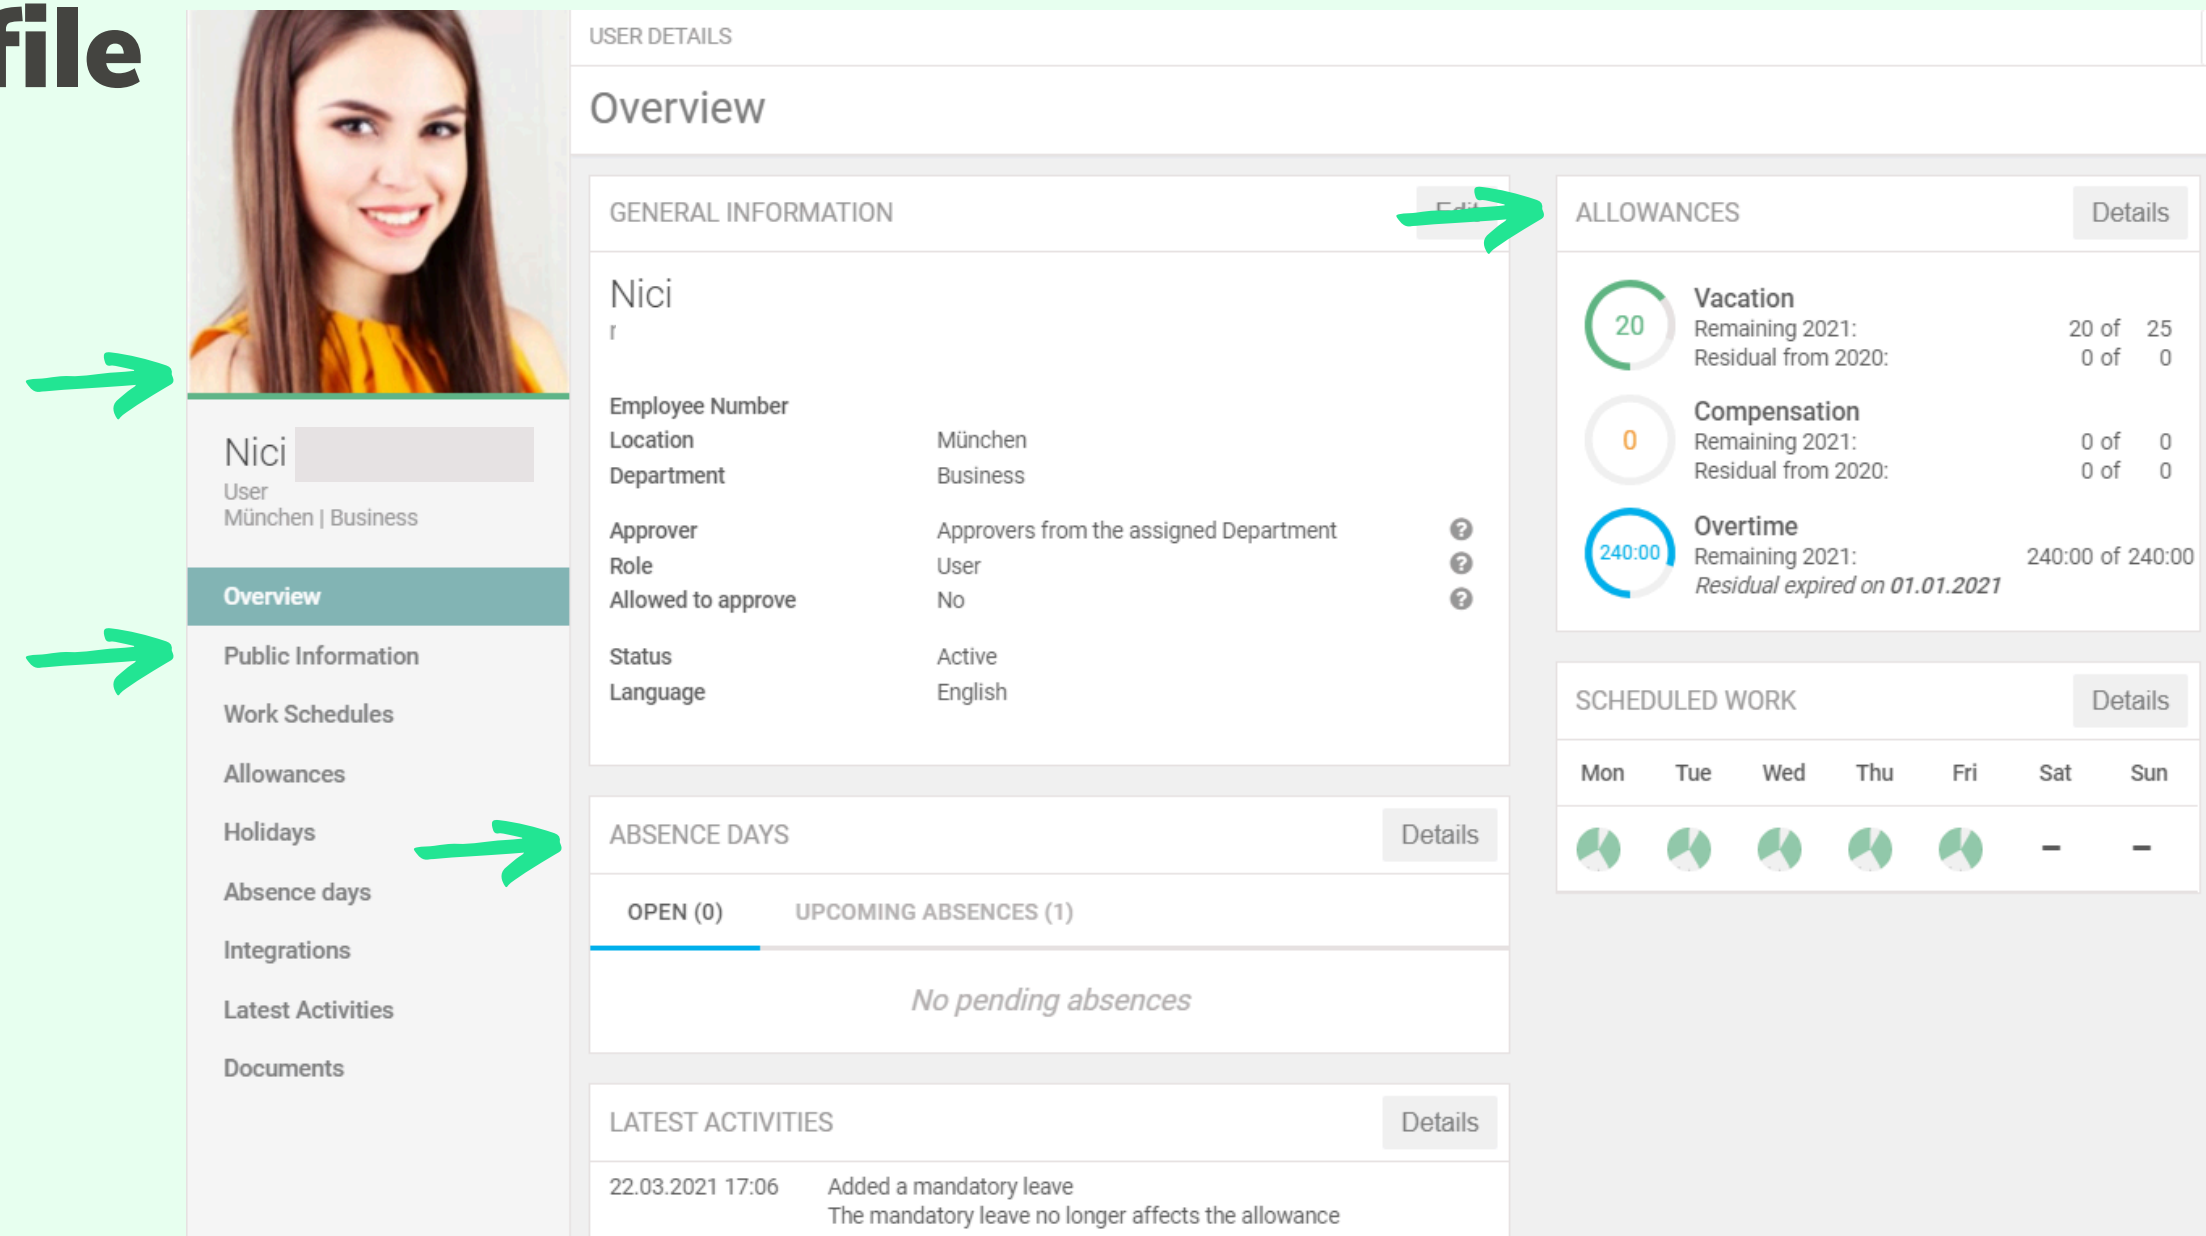 file
Nici
User
München | Business
Overview
Public Information
Work Schedules
Allowances
Holidays
Absence days
Integrations
Latest Activities
Documents
USER DETAILS
Overview
GENERAL INFORMATION Edit
Nici
r
Employee Number
Location München
Department Business
Approver Approvers from the assigned Department ?
Role User ?
Allowed to approve No ?
Status Active
Language English
ABSENCE DAYS Details
OPEN (0) UPCOMING ABSENCES (1)
No pending absences
LATEST ACTIVITIES Details
22.03.2021 17:06 Added a mandatory leave
The mandatory leave no longer affects the allowance
ALLOWANCES Details
20 Vacation
Remaining 2021: 20 of 25
Residual from 2020: 0 of 0
0 Compensation
Remaining 2021: 0 of 0
Residual from 2020: 0 of 0
240:00 Overtime
Remaining 2021: 240:00 of 240:00
Residual expired on 01.01.2021
SCHEDULED WORK Details
Mon Tue Wed Thu Fri Sat Sun
– –